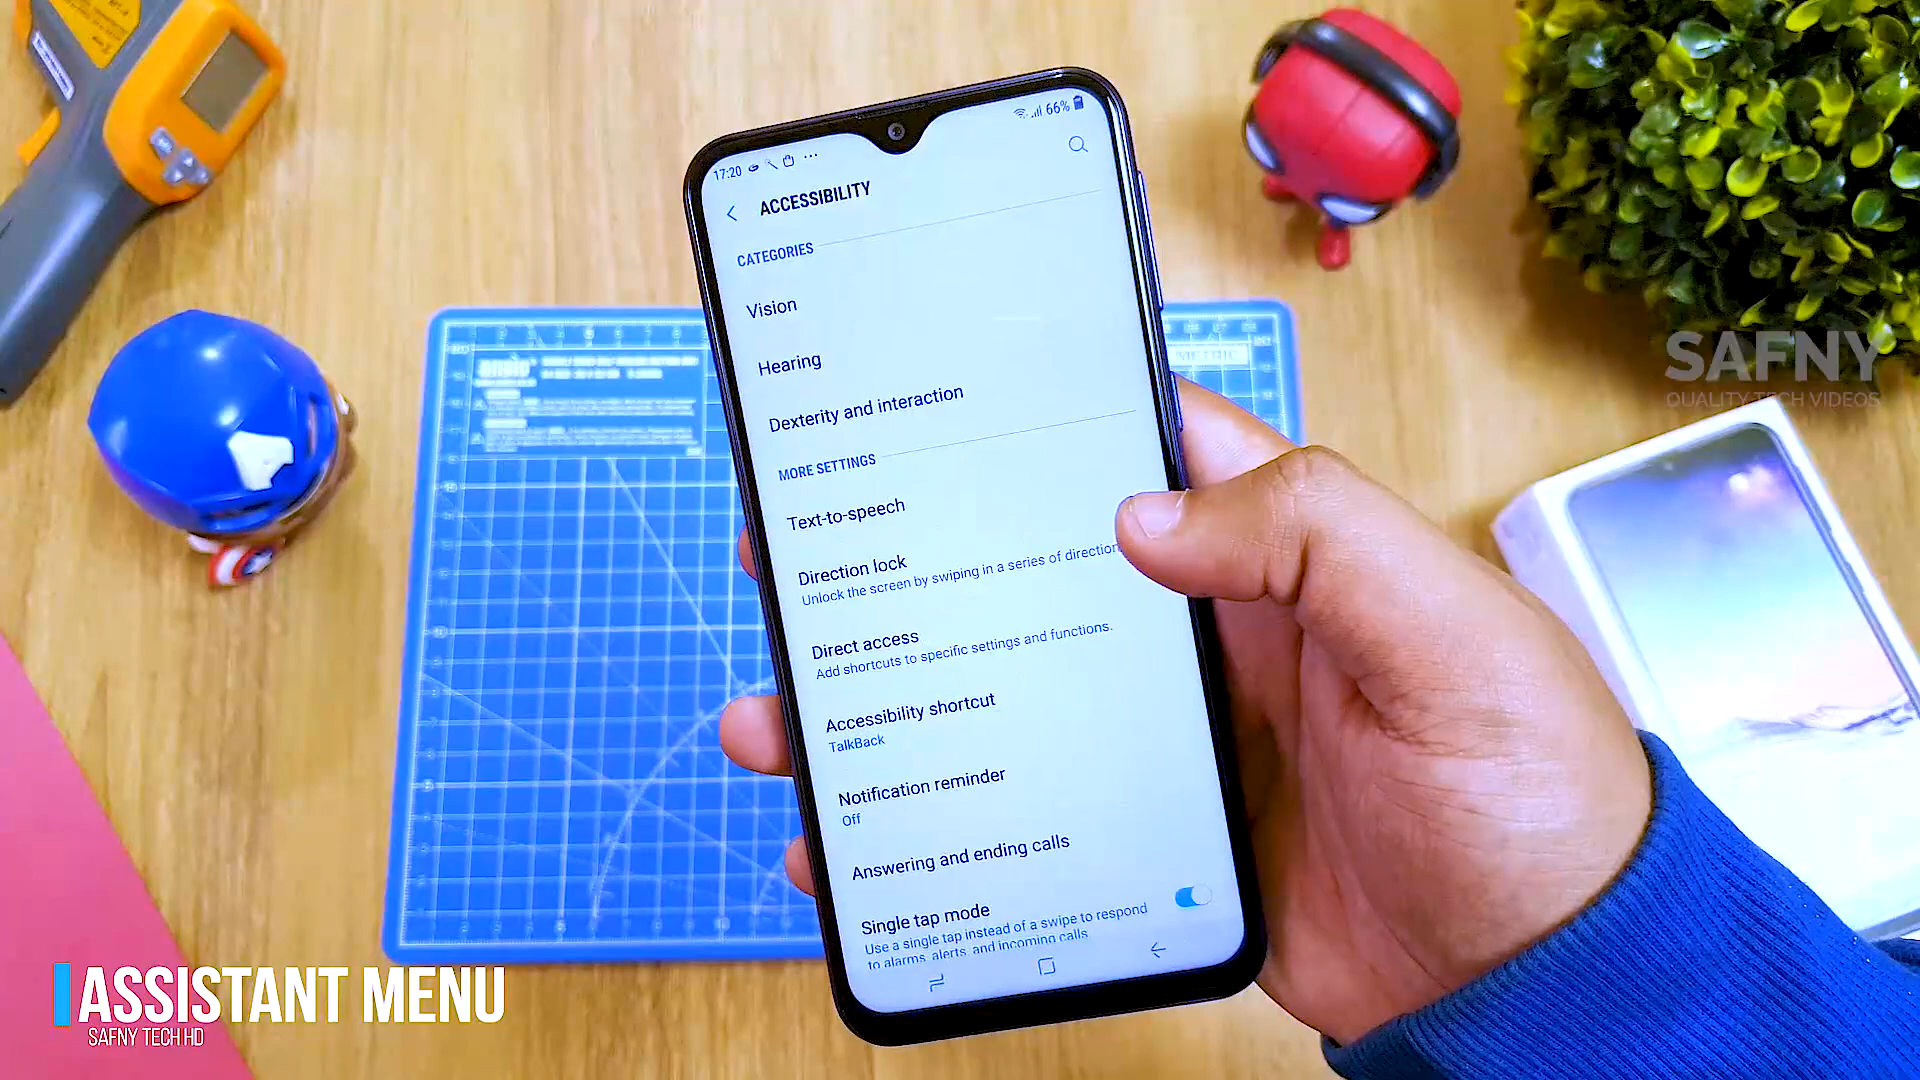 17:20
66%
ACCESSIBILITY
CATEGORIES
Vision
Hearing
Dexterity and interaction
MORE SETTINGS
Text-to-speech
Direction lock
Unlock the screen by swiping in a series of direction
Direct access
Add shortcuts to specific settings and functions.
Accessibility shortcut
TalkBack
Notification reminder
Off
Answering and ending calls
Single tap mode
Use a single tap instead of a swipe to respond
to alarms, alerts, and incoming calls.
METRIC
SAFNY
QUALITY TECH VIDEOS
ASSISTANT MENU
SAFNY TECH HD